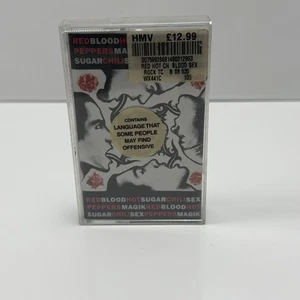 RED BLOOD HOT
PEPPERS MAGIK
SUGAR CHILI SEX
HMV £12.99
RED HOT CH BLOOD SEX
ROCK TC
WX441C
CONTAINS
LANGUAGE THAT
SOME PEOPLE
MAY FIND
OFFENSIVE
RED BLOOD HOT SUGAR CHILI SEX
PEPPERS MAGIK RED BLOOD HOT
SUGAR CHILI SEX PEPPERS MAGIK